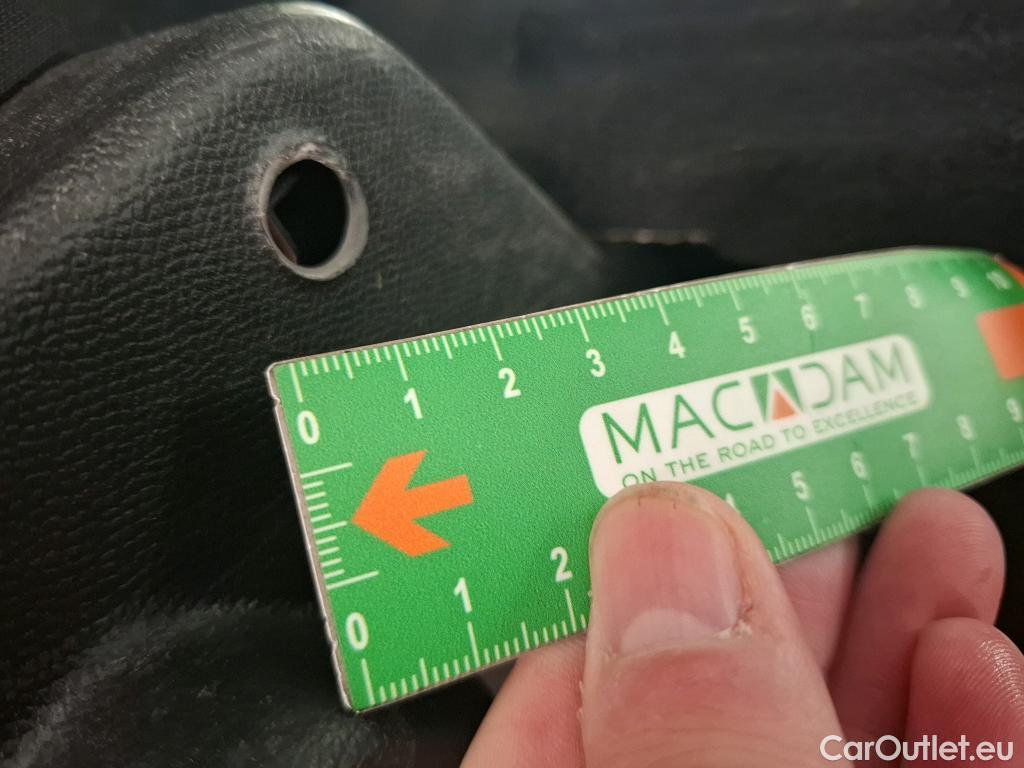 0 1 2 3 4 5 6 7 8 9 10
MACADAM
ON THE ROAD TO EXCELLENCE
0 1 2 4 5 6 7 8 9
CarOutlet.eu